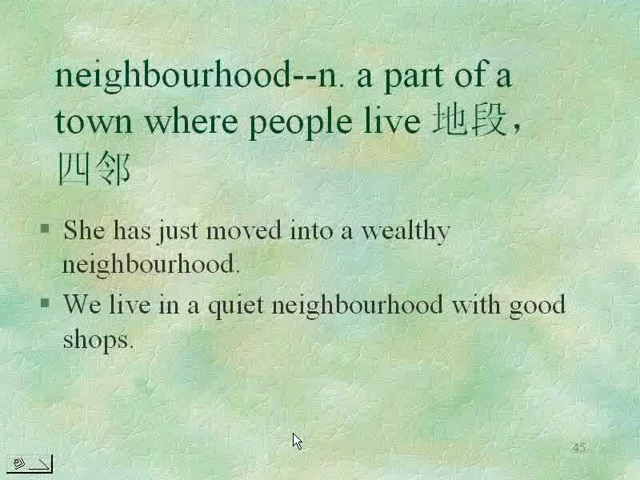 neighbourhood--n. a part of a
town where people live 地段，
四邻
She has just moved into a wealthy
neighbourhood.
We live in a quiet neighbourhood with good
shops.
45